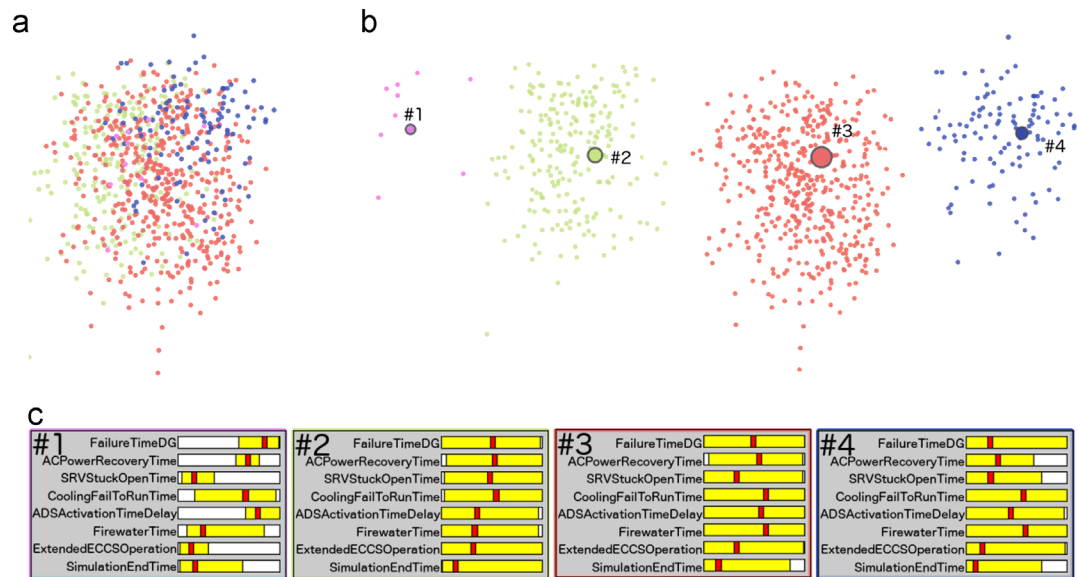 a
b
#1
#2
#3
#4
c
#1
FailureTimeDG
ACPowerRecoveryTime
SRVStuckOpenTime
CoolingFailToRunTime
ADSActivationTimeDelay
FirewaterTime
ExtendedECCSOperation
SimulationEndTime
#2
FailureTimeDG
ACPowerRecoveryTime
SRVStuckOpenTime
CoolingFailToRunTime
ADSActivationTimeDelay
FirewaterTime
ExtendedECCSOperation
SimulationEndTime
#3
FailureTimeDG
ACPowerRecoveryTime
SRVStuckOpenTime
CoolingFailToRunTime
ADSActivationTimeDelay
FirewaterTime
ExtendedECCSOperation
SimulationEndTime
#4
FailureTimeDG
ACPowerRecoveryTime
SRVStuckOpenTime
CoolingFailToRunTime
ADSActivationTimeDelay
FirewaterTime
ExtendedECCSOperation
SimulationEndTime